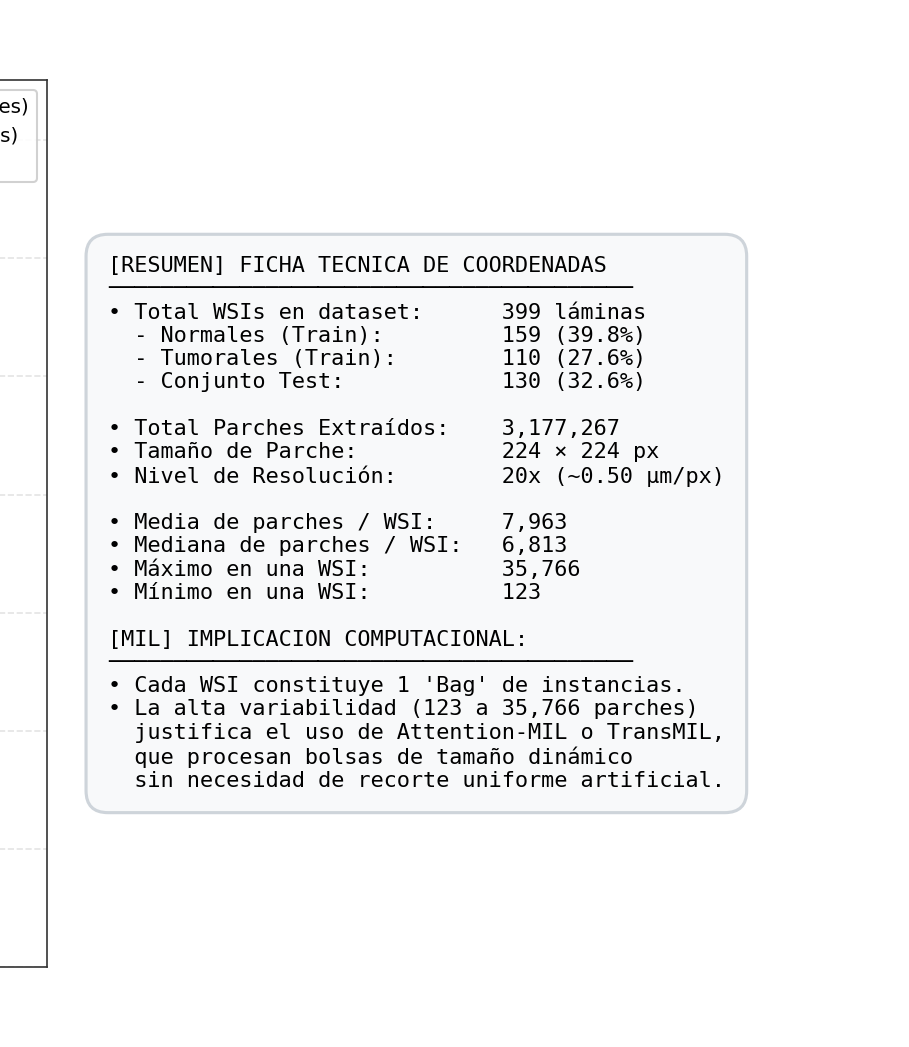 es)
s)
[RESUMEN] FICHA TECNICA DE COORDENADAS
• Total WSIs en dataset: 399 láminas
- Normales (Train): 159 (39.8%)
- Tumorales (Train): 110 (27.6%)
- Conjunto Test: 130 (32.6%)
• Total Parches Extraídos: 3,177,267
• Tamaño de Parche: 224 × 224 px
• Nivel de Resolución: 20x (~0.50 µm/px)
• Media de parches / WSI: 7,963
• Mediana de parches / WSI: 6,813
• Máximo en una WSI: 35,766
• Mínimo en una WSI: 123
[MIL] IMPLICACION COMPUTACIONAL:
• Cada WSI constituye 1 'Bag' de instancias.
• La alta variabilidad (123 a 35,766 parches)
justifica el uso de Attention-MIL o TransMIL,
que procesan bolsas de tamaño dinámico
sin necesidad de recorte uniforme artificial.